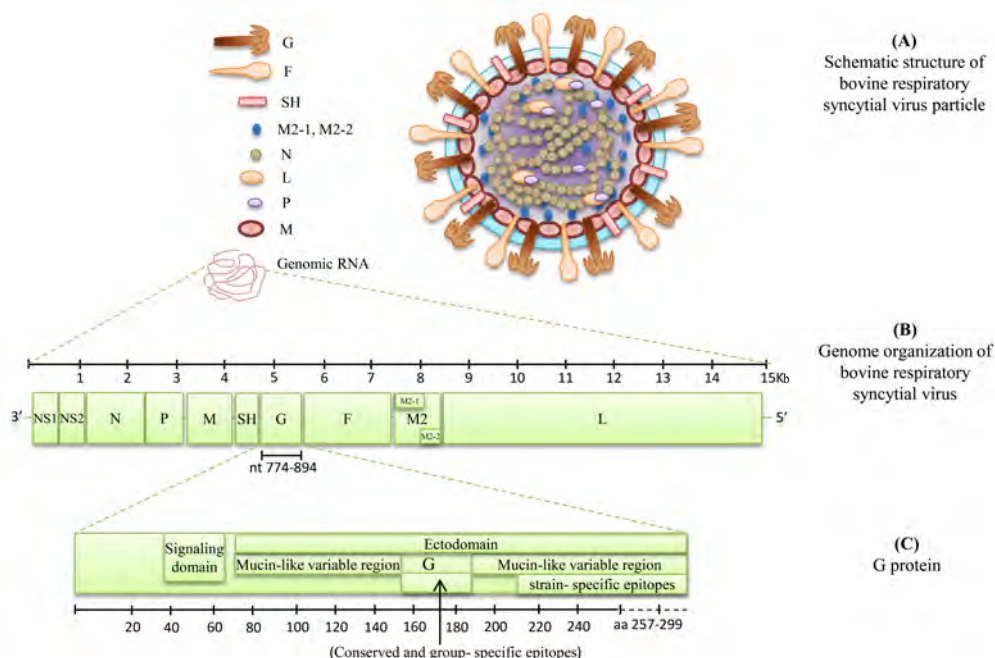 G
F
SH
M2-1, M2-2
N
L
P
M
Genomic RNA
(A)
Schematic structure of
bovine respiratory
syncytial virus particle
1 2 3 4 5 6 7 8 9 10 11 12 13 14 15Kb
3’ NS1 NS2 N P M SH G F M2-1 M2 M2-2 L 5’
nt 774-894
(B)
Genome organization of
bovine respiratory
syncytial virus
Signaling
domain
Ectodomain
Mucin-like variable region G Mucin-like variable region
strain- specific epitopes
20 40 60 80 100 120 140 160 180 200 220 240 aa 257-299
(Conserved and group- specific epitopes)
(C)
G protein